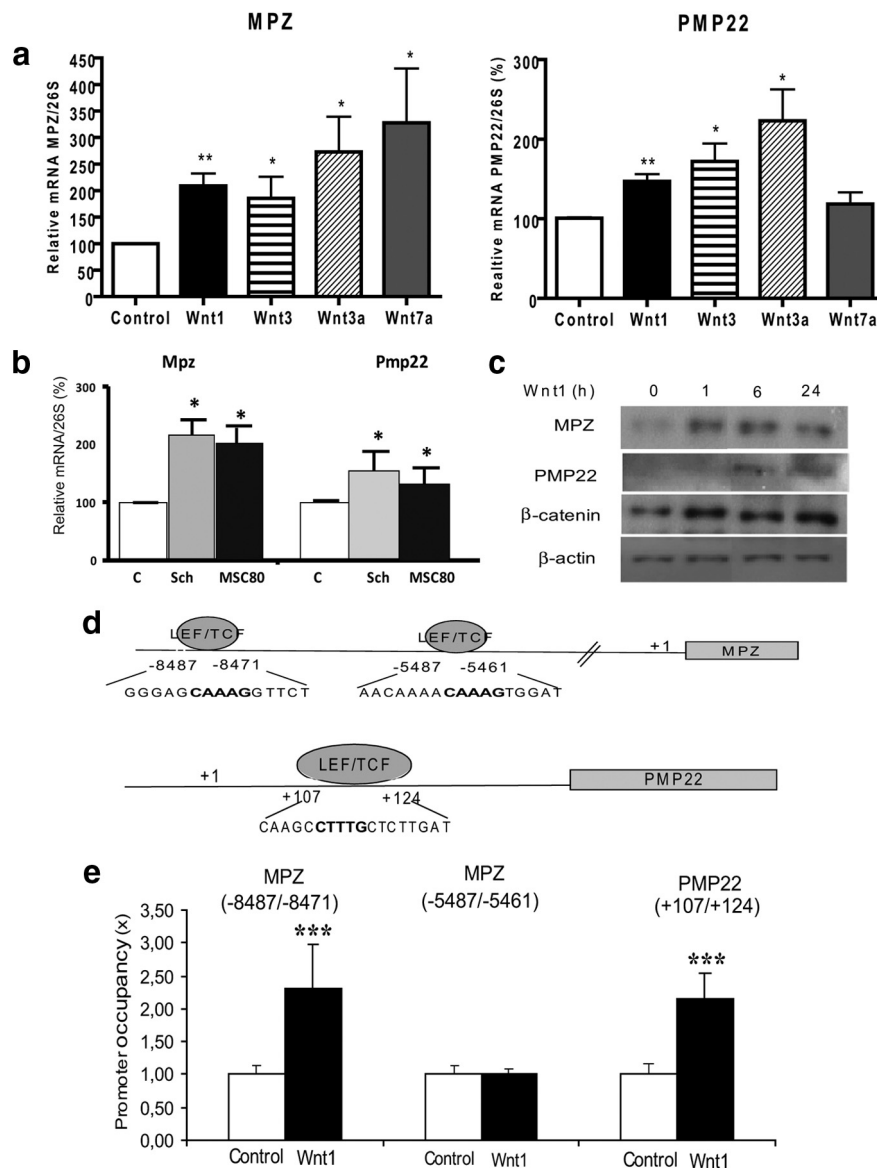 MPZ
PMP22
a
Relative mRNA MPZ/26S
450
400
350
300
250
200
150
100
50
0
**
*
*
*
Control Wnt1 Wnt3 Wnt3a Wnt7a
Realtive mRNA PMP22/26S (%)
300
200
100
0
**
*
*
Control Wnt1 Wnt3 Wnt3a Wnt7a
b
Mpz Pmp22
Relative mRNA/26S (%)
300
200
100
0
*
*
*
*
C Sch MSC80 C Sch MSC80
c
Wnt1 (h) 0 1 6 24
MPZ
PMP22
β-catenin
β-actin
d
LEF/TCF LEF/TCF
+1 MPZ
-8487 -8471 -5487 -5461
GGGAGCAAAGGTTCT AACAAAACAAAGTGGAT
LEF/TCF
+1 PMP22
+107 +124
CAAGCCTTTGCTCTTGAT
e
MPZ MPZ PMP22
(-8487/-8471) (-5487/-5461) (+107/+124)
Promoter occupancy (x)
3,50
3,00
2,50
2,00
1,50
1,00
0,50
0,00
***
***
Control Wnt1 Control Wnt1 Control Wnt1